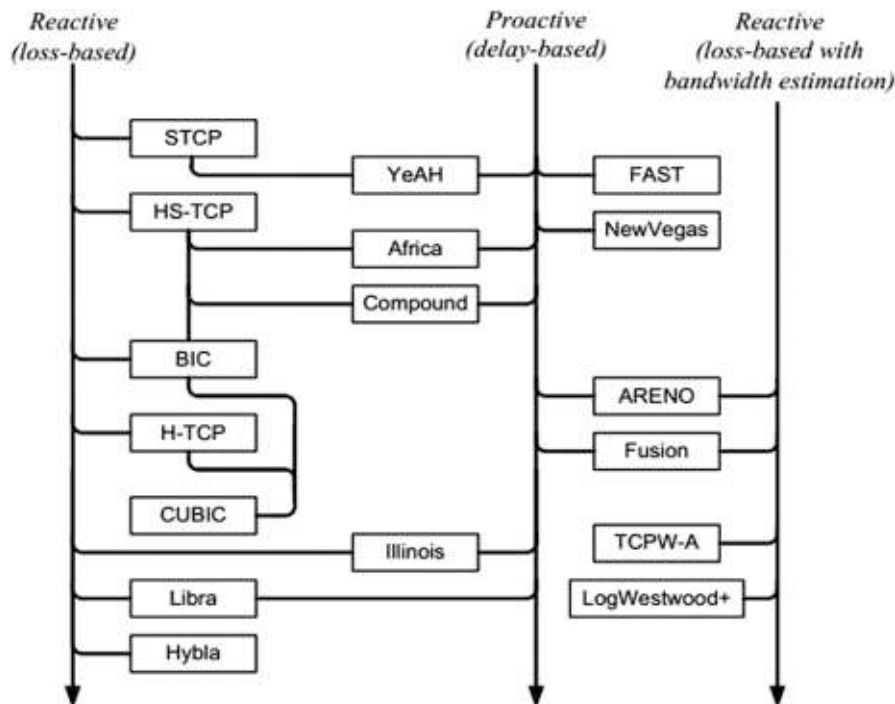 Reactive
(loss-based)
Proactive
(delay-based)
Reactive
(loss-based with
bandwidth estimation)
STCP
YeAH
FAST
HS-TCP
NewVegas
Africa
Compound
BIC
ARENO
H-TCP
Fusion
CUBIC
TCPW-A
Illinois
Libra
LogWestwood+
Hybla